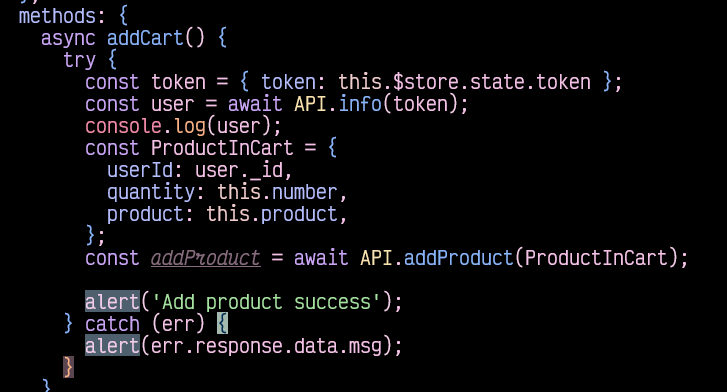 },
methods: {
async addCart() {
try {
const token = { token: this.$store.state.token };
const user = await API.info(token);
console.log(user);
const ProductInCart = {
userId: user._id,
quantity: this.number,
product: this.product,
};
const addProduct = await API.addProduct(ProductInCart);
alert('Add product success');
} catch (err) {
alert(err.response.data.msg);
}
}